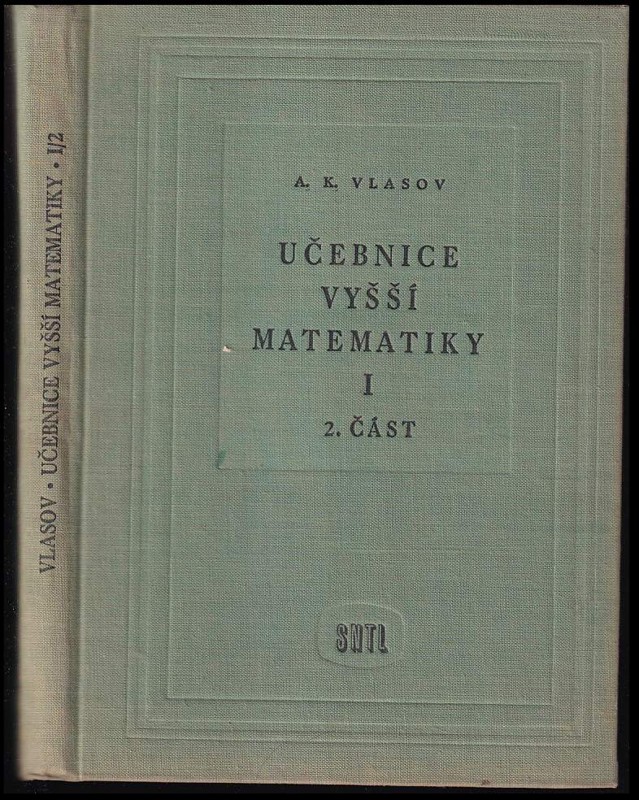 VLASOV • UČEBNICE VYŠŠÍ MATEMATIKY • I/2
A. K. VLASOV
UČEBNICE
VYŠŠÍ
MATEMATIKY
I
2. ČÁST
SNTL